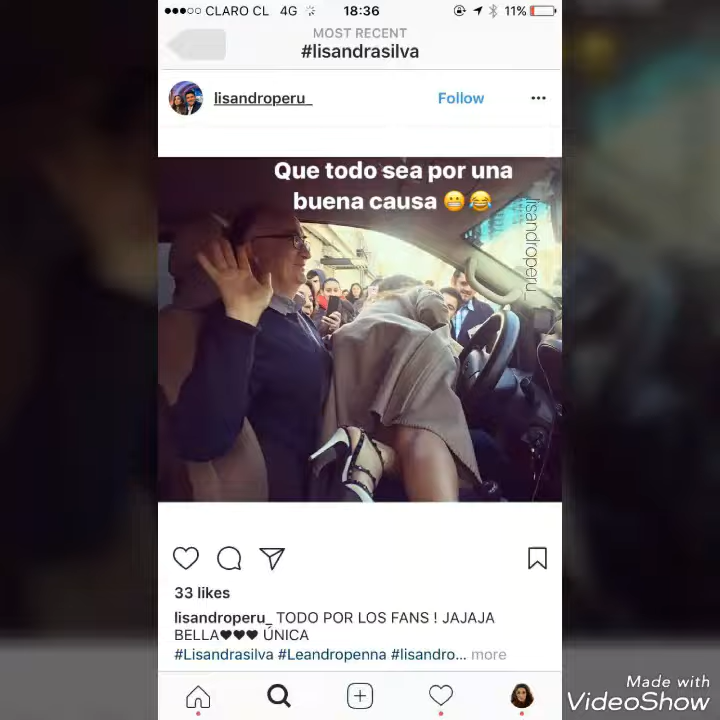 CLARO CL 4G 18:36 11%
MOST RECENT
#lisandrasilva
lisandroperu_ Follow
Que todo sea por una
buena causa 😬😂
lisandroperu_
33 likes
lisandroperu_ TODO POR LOS FANS ! JAJAJA
BELLA♥♥♥ ÚNICA
#Lisandrasilva #Leandropenna #lisandro... more
Made with
VideoShow